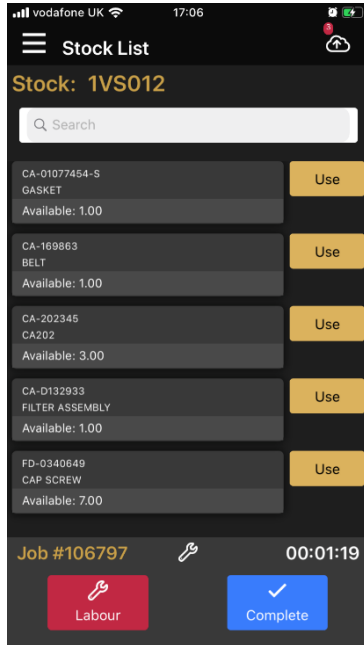 vodafone UK 17:06
3
Stock List
Stock: 1VS012
Search
CA-01077454-S
GASKET
Available: 1.00
Use
CA-169863
BELT
Available: 1.00
Use
CA-202345
CA202
Available: 3.00
Use
CA-D132933
FILTER ASSEMBLY
Available: 1.00
Use
FD-0340649
CAP SCREW
Available: 7.00
Use
Job #106797 00:01:19
Labour
Complete